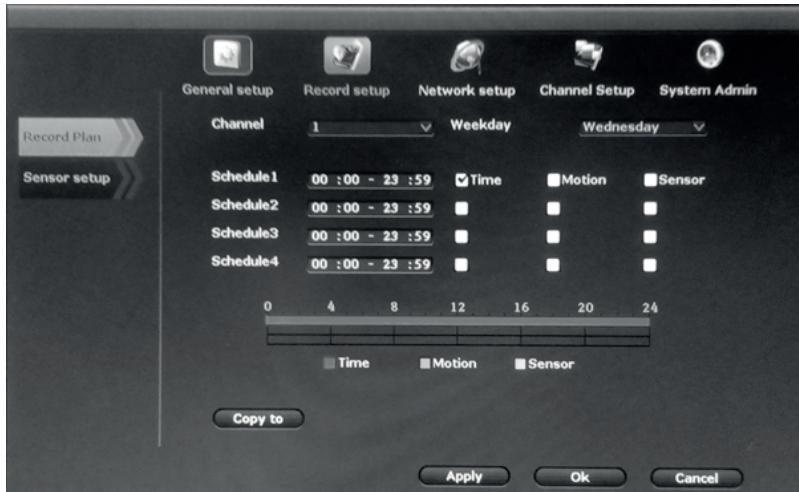 General setup Record setup Network setup Channel Setup System Admin
Channel 1 Weekday Wednesday
Record Plan
Sensor setup
Schedule1 00 :00 - 23 :59 Time Motion Sensor
Schedule2 00 :00 - 23 :59
Schedule3 00 :00 - 23 :59
Schedule4 00 :00 - 23 :59
0 4 8 12 16 20 24
Time Motion Sensor
Copy to
Apply Ok Cancel